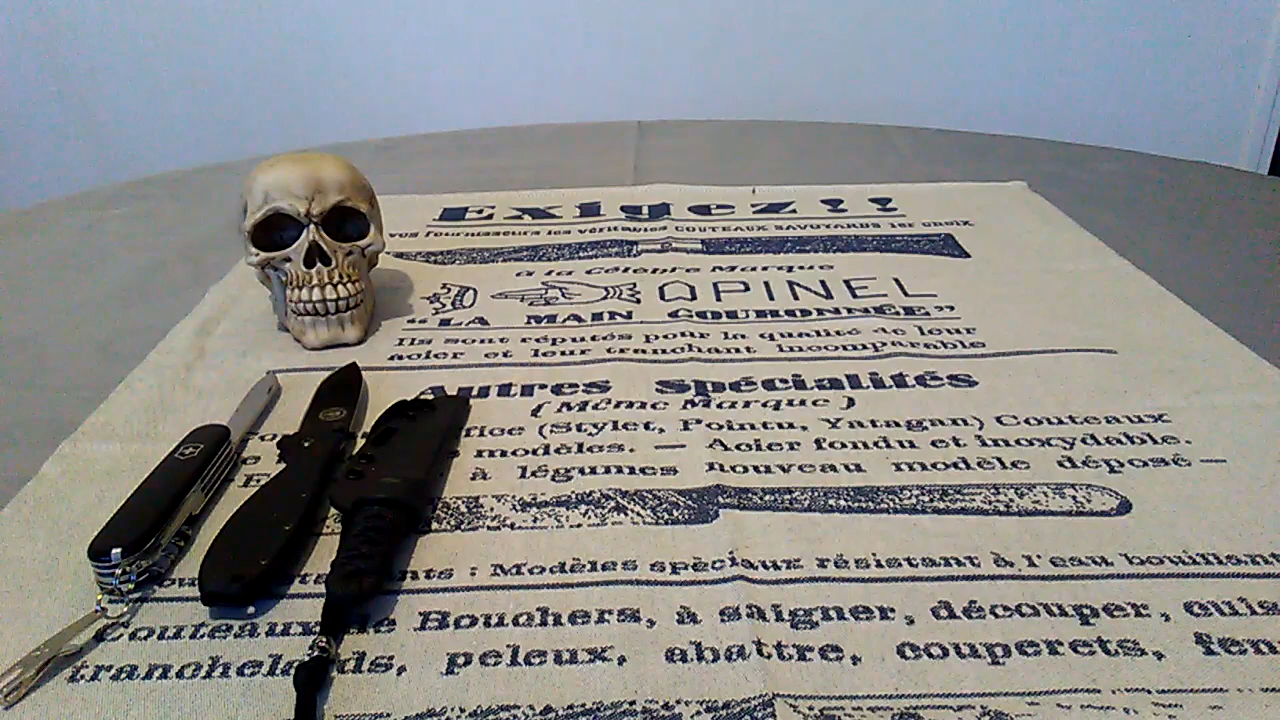 Exigez!!
vos fournisseurs les véritables COUTEAUX SAVOYARDS 1er CHOIX
à la Célèbre Marque
OPINEL
“LA MAIN COURONNÉE”
Ils sont réputés pour la qualité de leur
acier et leur tranchant incomparable
Autres Spécialités
(Même Marque)
(Stylet, Pointu, Yatagan) Couteaux
modèles. — Acier fondu et inoxydable.
à légumes nouveau modèle déposé —
: Modèles spéciaux résistant à l'eau bouillant
Couteaux de Bouchers, à saigner, découper,
peleux, abattre, couperets,